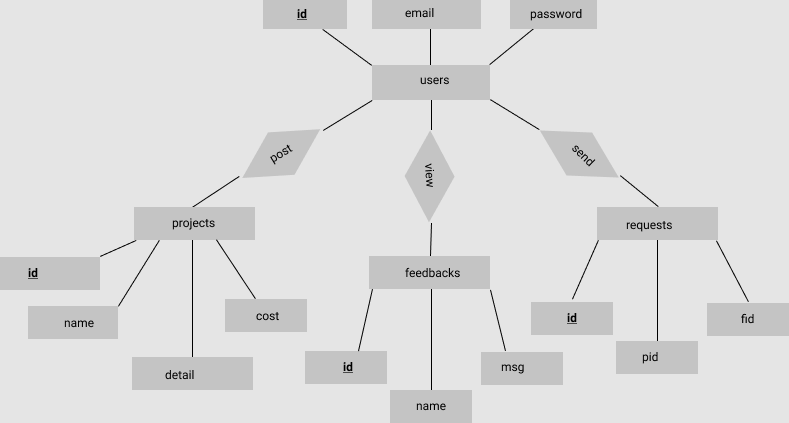 id
email
password
users
post
view
send
projects
requests
feedbacks
id
name
cost
detail
id
name
msg
id
pid
fid